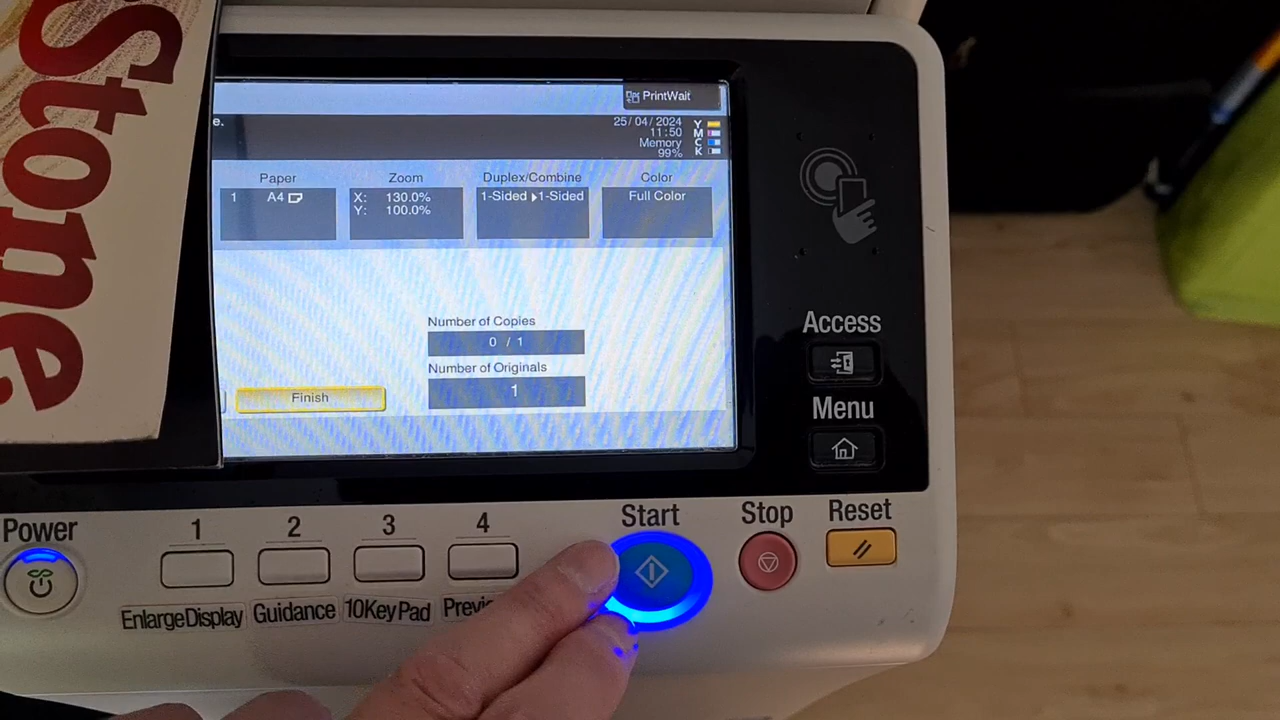 Stone
PrintWait
e.
25/04/2024
11:50
Memory
99%
Y
M
C
K
Paper
Zoom
Duplex/Combine
Color
1 A4
X: 130.0%
Y: 100.0%
1-Sided 1-Sided
Full Color
Number of Copies
0 / 1
Number of Originals
1
Finish
Access
Menu
Power
1
2
3
4
Start
Stop
Reset
Enlarge Display
Guidance
10 Key Pad